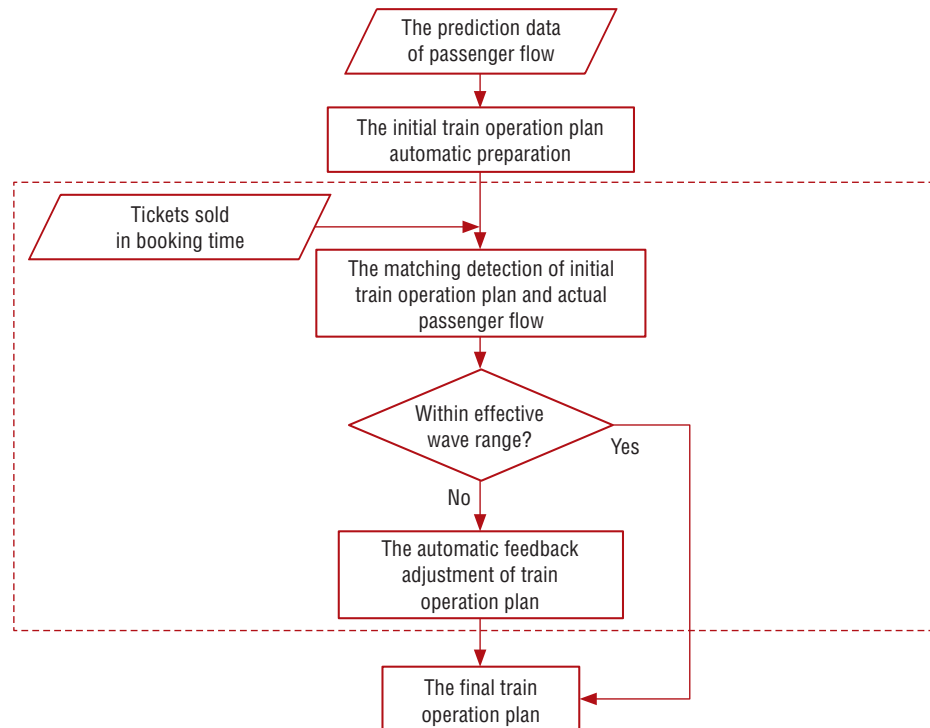 The prediction data
of passenger flow
The initial train operation plan
automatic preparation
Tickets sold
in booking time
The matching detection of initial
train operation plan and actual
passenger flow
Within effective
wave range?
Yes
No
The automatic feedback
adjustment of train
operation plan
The final train
operation plan